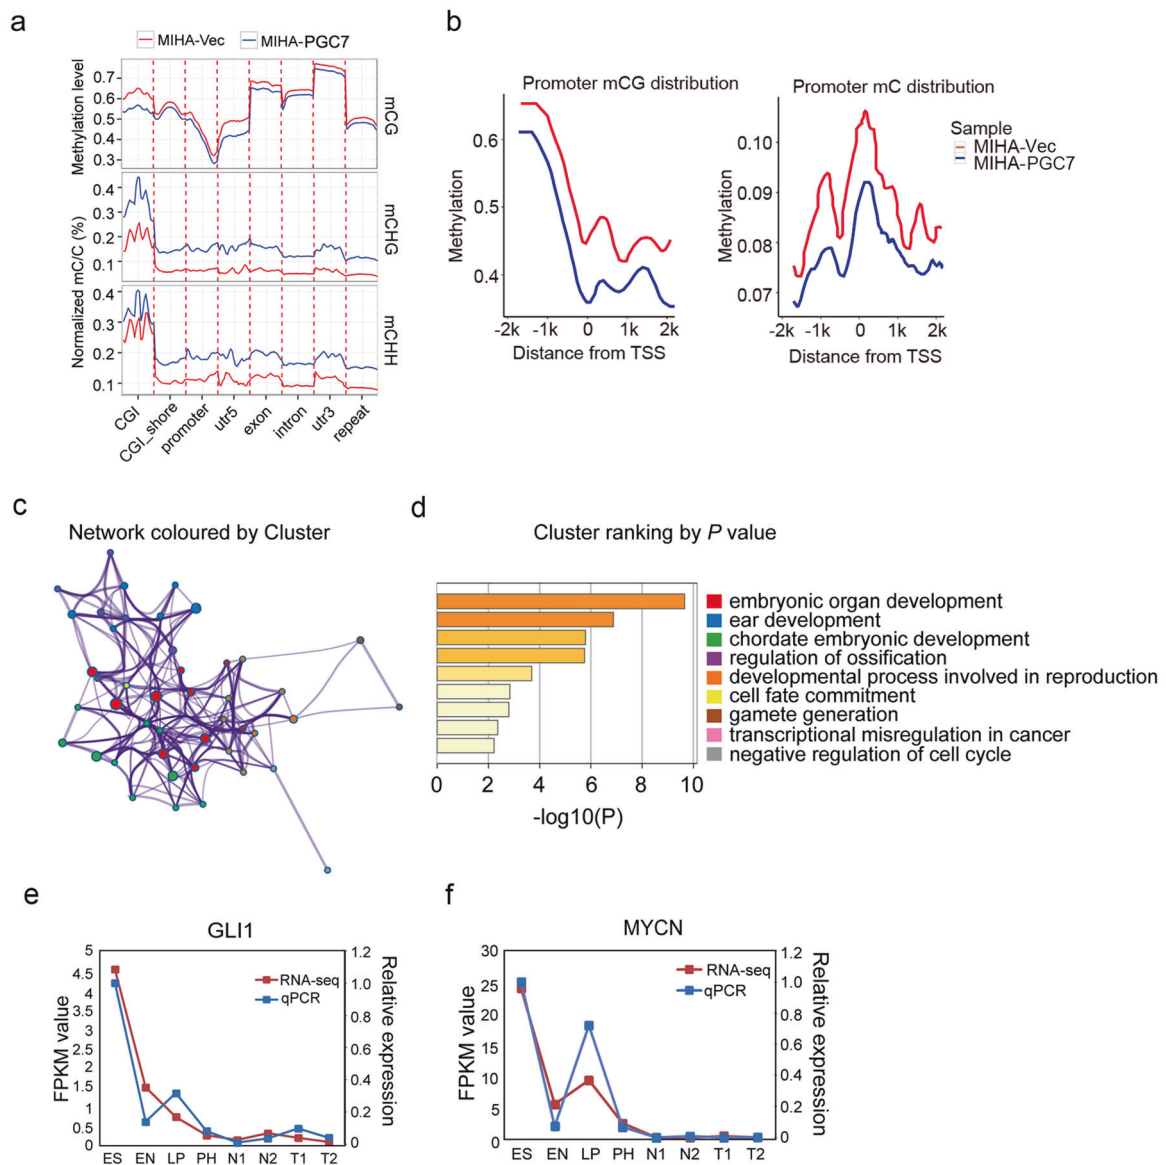 a
MIHA-Vec MIHA-PGC7
Methylation level
0.7
0.6
0.5
0.4
0.3
mCG
Normalized mC/C (%)
0.4
0.3
0.2
0.1
mCHG
0.4
0.3
0.2
0.1
mCHH
CGI CGI_shore promoter utr5 exon intron utr3 repeat
b
Promoter mCG distribution
Methylation
0.6
0.5
0.4
-2k -1k 0 1k 2k
Distance from TSS
Promoter mC distribution
Methylation
0.10
0.09
0.08
0.07
-2k -1k 0 1k 2k
Distance from TSS
Sample
MIHA-Vec
MIHA-PGC7
c
Network coloured by Cluster
d
Cluster ranking by P value
0 2 4 6 8 10
-log10(P)
embryonic organ development
ear development
chordate embryonic development
regulation of ossification
developmental process involved in reproduction
cell fate commitment
gamete generation
transcriptional misregulation in cancer
negative regulation of cell cycle
e
GLI1
FPKM value
5
4.5
4
3.5
3
2.5
2
1.5
1
0.5
0
RNA-seq
qPCR
1.2
1.0
0.8
0.6
0.4
0.2
0
Relative expression
ES EN LP PH N1 N2 T1 T2
f
MYCN
FPKM value
30
25
20
15
10
5
0
RNA-seq
qPCR
1.2
1.0
0.8
0.6
0.4
0.2
0
Relative expression
ES EN LP PH N1 N2 T1 T2